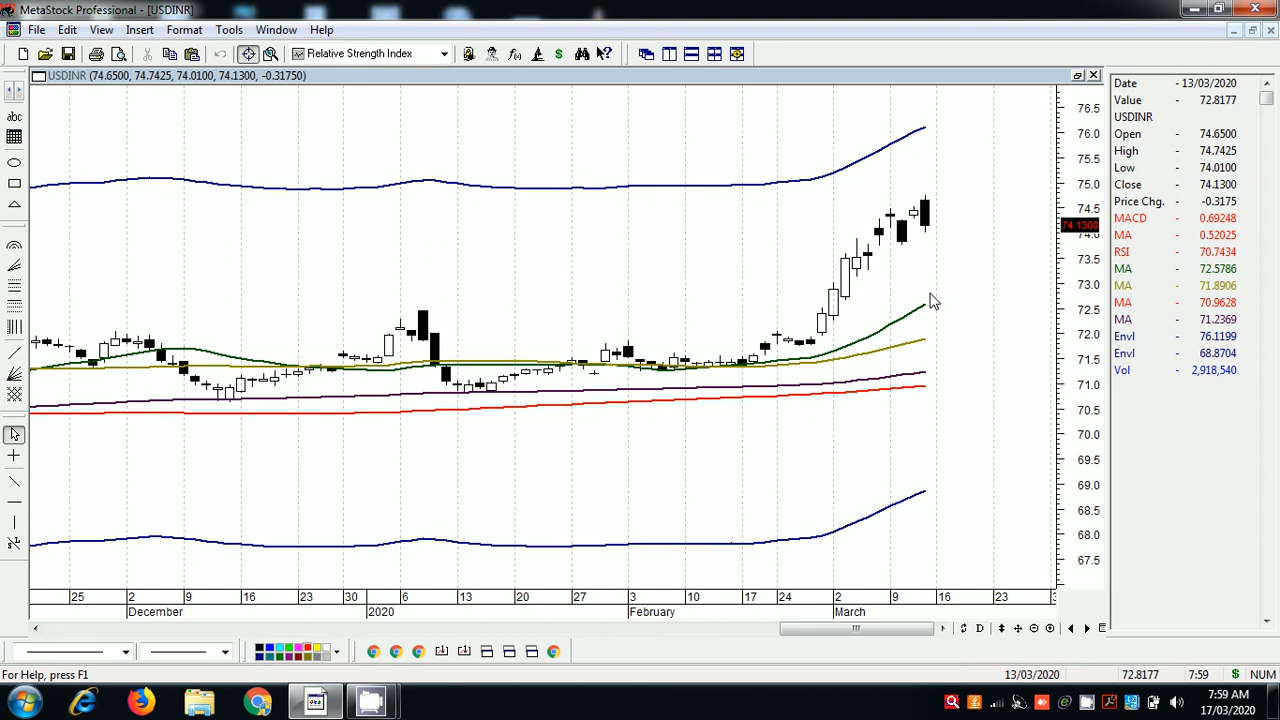 MetaStock Professional - [USDINR]
File Edit View Insert Format Tools Window Help
Relative Strength Index
USDINR (74.6500, 74.7425, 74.0100, 74.1300, -0.31750)
abc
76.5
76.0
75.5
75.0
74.5
74.1300
74.0
73.5
73.0
72.5
72.0
71.5
71.0
70.5
70.0
69.5
69.0
68.5
68.0
67.5
25 2 9 16 23 30 6 13 20 27 3 10 17 24 2 9 16 23 3
December 2020 February March
Date - 13/03/2020
Value - 72.8177
USDINR
Open - 74.6500
High - 74.7425
Low - 74.0100
Close - 74.1300
Price Chg. - -0.3175
MACD - 0.69248
MA - 0.52025
RSI - 70.7434
MA - 72.5786
MA - 71.8906
MA - 70.9628
MA - 71.2369
Envl - 76.1199
Envl - 68.8704
Vol - 2,918,540
D
For Help, press F1
13/03/2020 72.8177 7:59 $ NUM
7:59 AM
17/03/2020